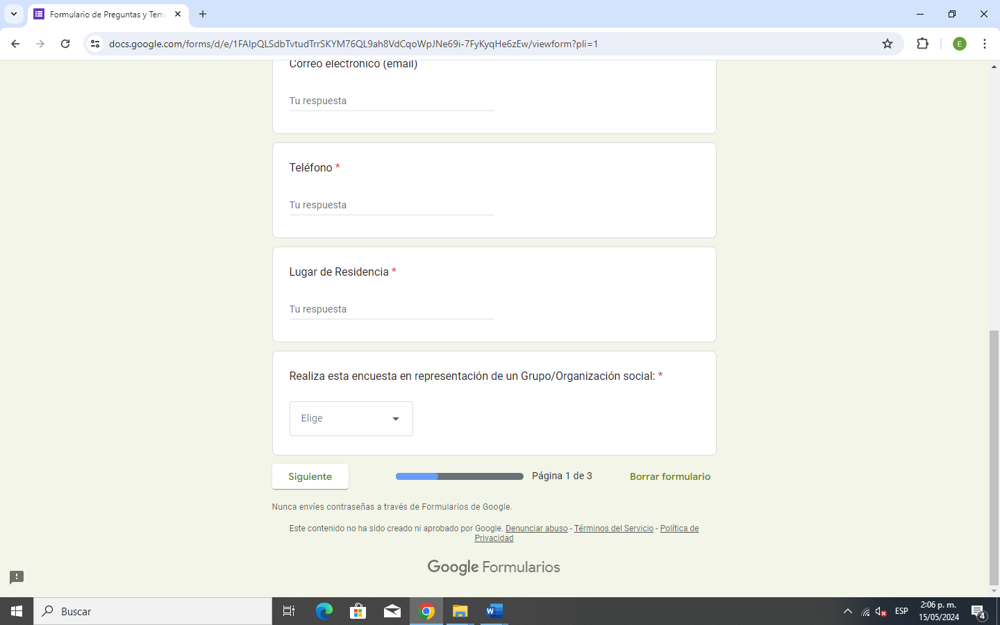 Formulario de Preguntas y Tem
docs.google.com/forms/d/e/1FAIpQLSdbTvtudTrrSKYM76QL9ah8VdCqoWpJNe69i-7FyKyqHe6zEw/viewform?pli=1
E
Correo electrónico (email)
Tu respuesta
Teléfono *
Tu respuesta
Lugar de Residencia *
Tu respuesta
Realiza esta encuesta en representación de un Grupo/Organización social: *
Elige
Siguiente
Página 1 de 3
Borrar formulario
Nunca envíes contraseñas a través de Formularios de Google.
Este contenido no ha sido creado ni aprobado por Google. Denunciar abuso - Términos del Servicio - Política de
Privacidad
Google Formularios
Buscar
W
ESP
2:06 p. m.
15/05/2024
4